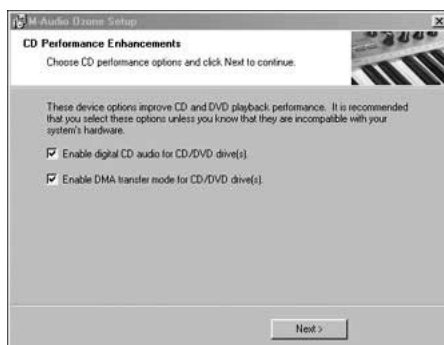 M-Audio Ozone Setup
CD Performance Enhancements
Choose CD performance options and click Next to continue.
These device options improve CD and DVD playback performance. It is recommended
that you select these options unless you know that they are incompatible with your
system's hardware.
Enable digital CD audio for CD/DVD drive(s).
Enable DMA transfer mode for CD/DVD drive(s).
Next >